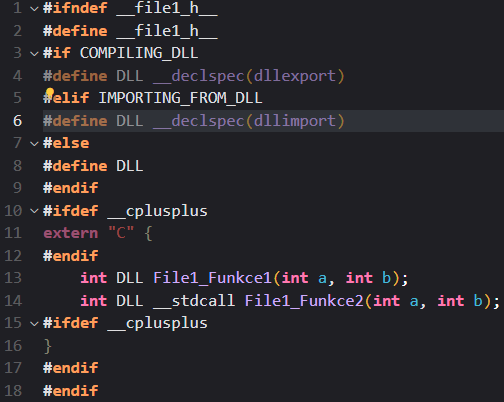 1 #ifndef __file1_h__
2 #define __file1_h__
3 #if COMPILING_DLL
4 #define DLL __declspec(dllexport)
5 #elif IMPORTING_FROM_DLL
6 #define DLL __declspec(dllimport)
7 #else
8 #define DLL
9 #endif
10 #ifdef __cplusplus
11 extern "C" {
12 #endif
13     int DLL File1_Funkce1(int a, int b);
14     int DLL __stdcall File1_Funkce2(int a, int b);
15 #ifdef __cplusplus
16 }
17 #endif
18 #endif